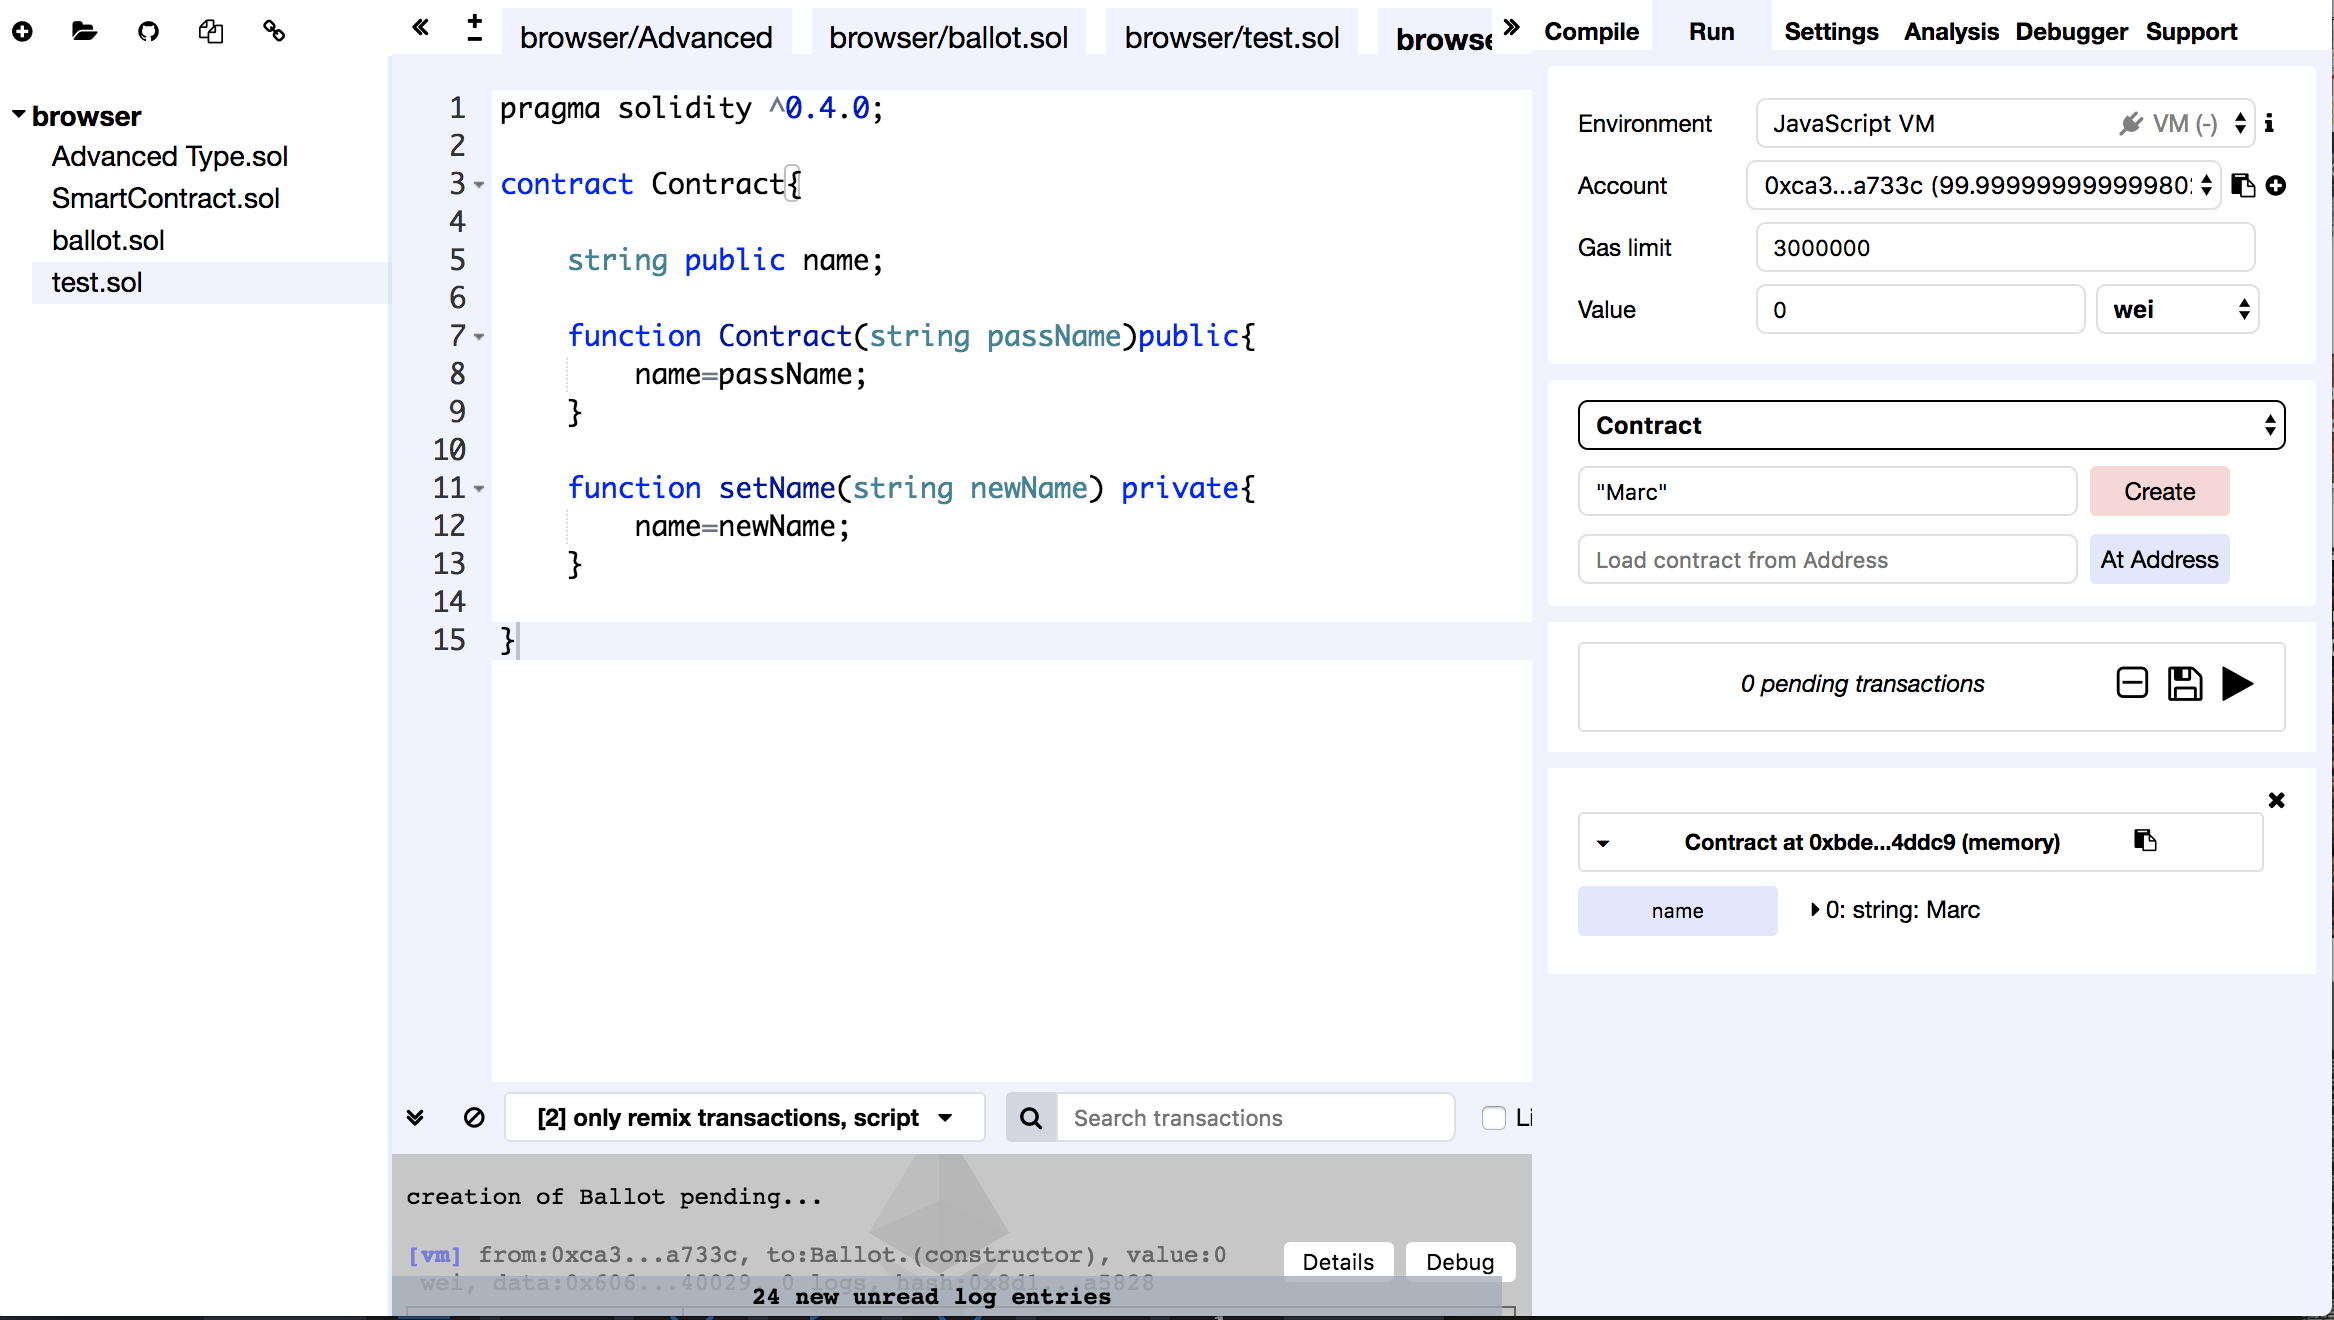 browser
Advanced Type.sol
SmartContract.sol
ballot.sol
test.sol
browser/Advanced
browser/ballot.sol
browser/test.sol
browse
1 pragma solidity ^0.4.0;
2
3 contract Contract{
4
5 string public name;
6
7 function Contract(string passName)public{
8 name=passName;
9 }
10
11 function setName(string newName) private{
12 name=newName;
13 }
14
15 }
[2] only remix transactions, script
Search transactions
Li
creation of Ballot pending...
[vm] from:0xca3...a733c, to:Ballot.(constructor), value:0
wei, data:0x606...40029, 0 logs, hash:0x8d1...a5828
Details
Debug
24 new unread log entries
Compile
Run
Settings
Analysis
Debugger
Support
Environment
JavaScript VM
VM (-)
Account
0xca3...a733c (99.9999999999980
Gas limit
3000000
Value
0
wei
Contract
"Marc"
Create
Load contract from Address
At Address
0 pending transactions
Contract at 0xbde...4ddc9 (memory)
name
0: string: Marc